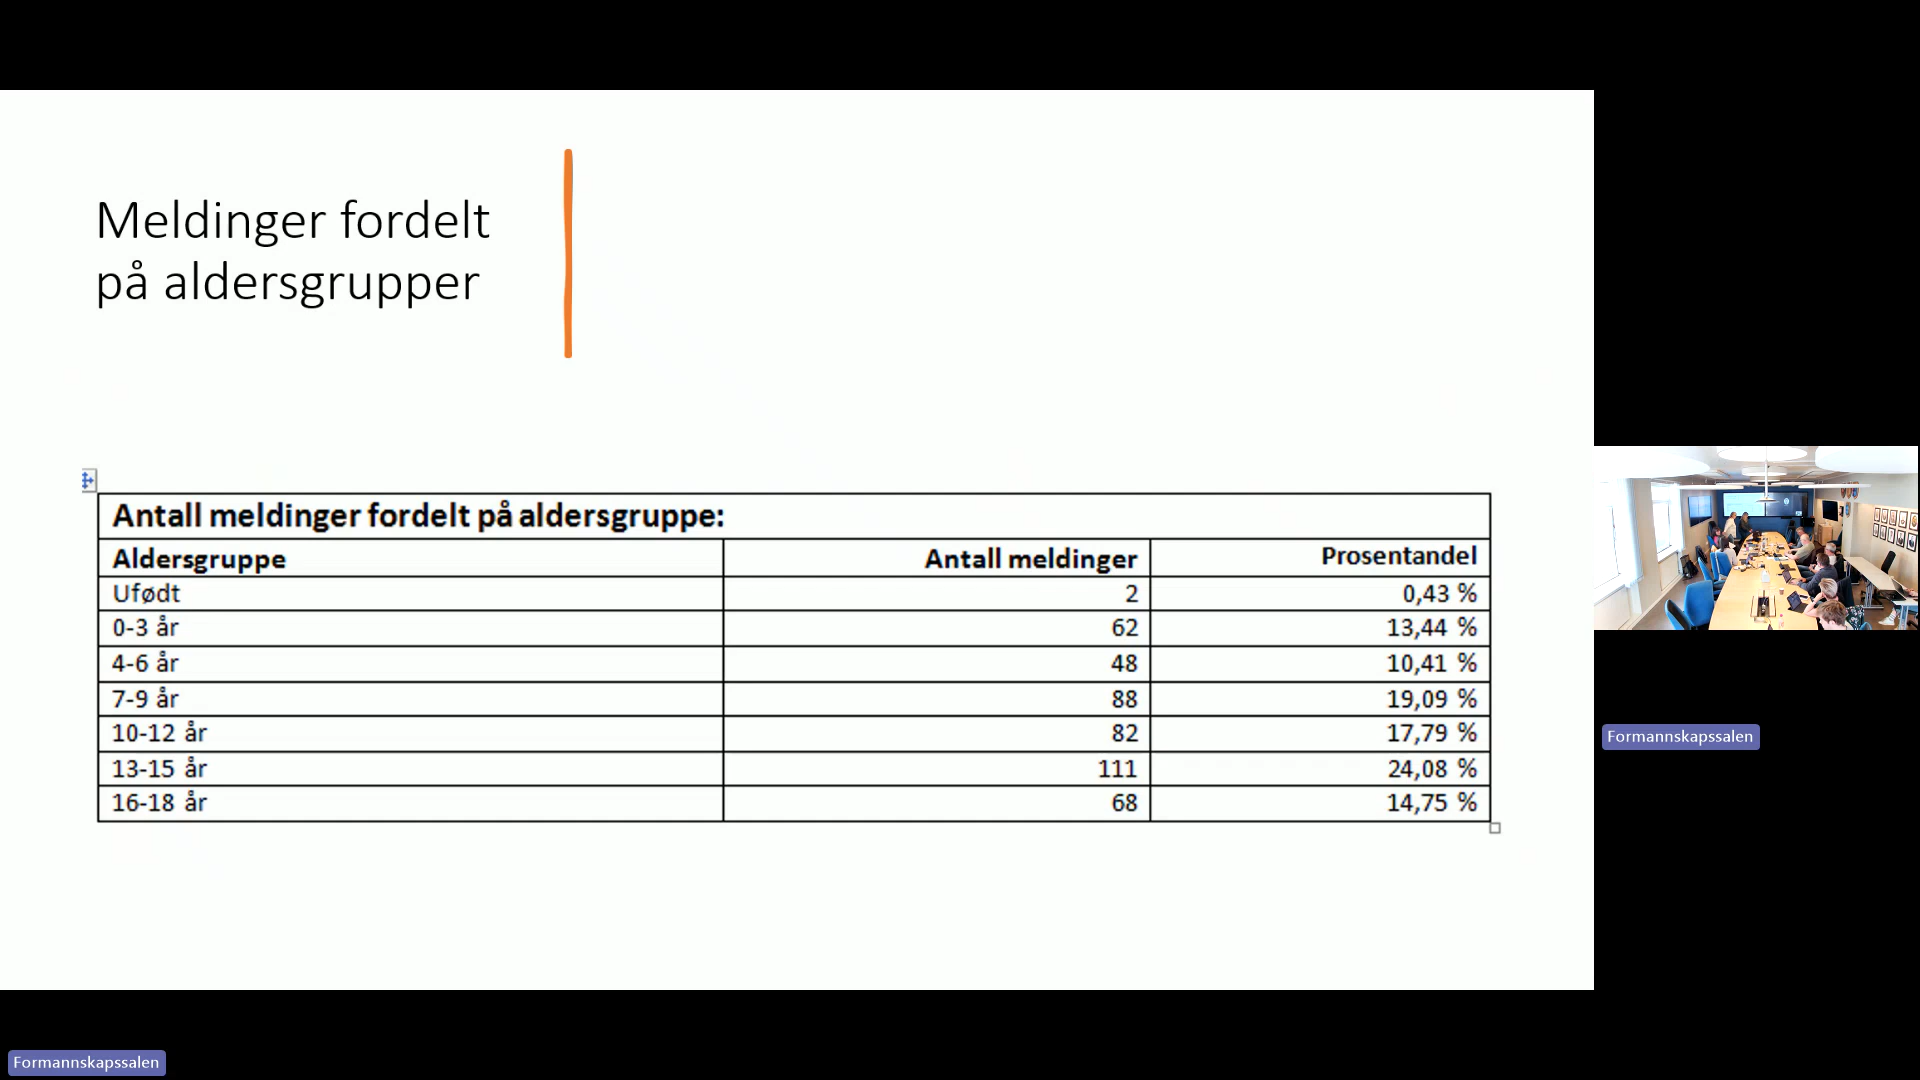 Meldinger fordelt
på aldersgrupper
Antall meldinger fordelt på aldersgruppe:
Aldersgruppe Antall meldinger Prosentandel
Ufødt 2 0,43 %
0-3 år 62 13,44 %
4-6 år 48 10,41 %
7-9 år 88 19,09 %
10-12 år 82 17,79 %
13-15 år 111 24,08 %
16-18 år 68 14,75 %
Formannskapssalen
Formannskapssalen